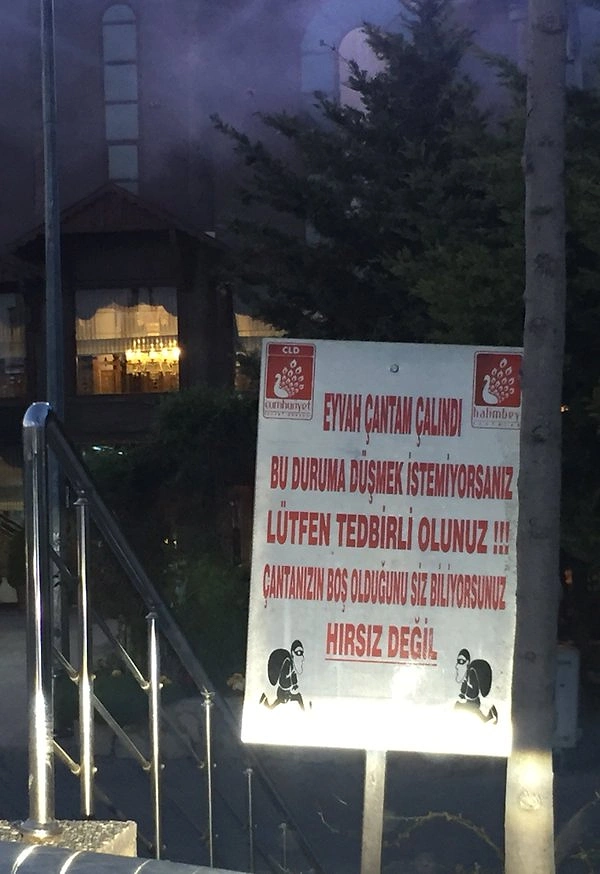 CLD
cumhuriyet
halimbey
EYVAH ÇANTAM ÇALINDI
BU DURUMA DÜŞMEK İSTEMİYORSANIZ
LÜTFEN TEDBİRLİ OLUNUZ !!!
ÇANTANIZIN BOŞ OLDUĞUNU SİZ BİLİYORSUNUZ
HIRSIZ DEĞİL